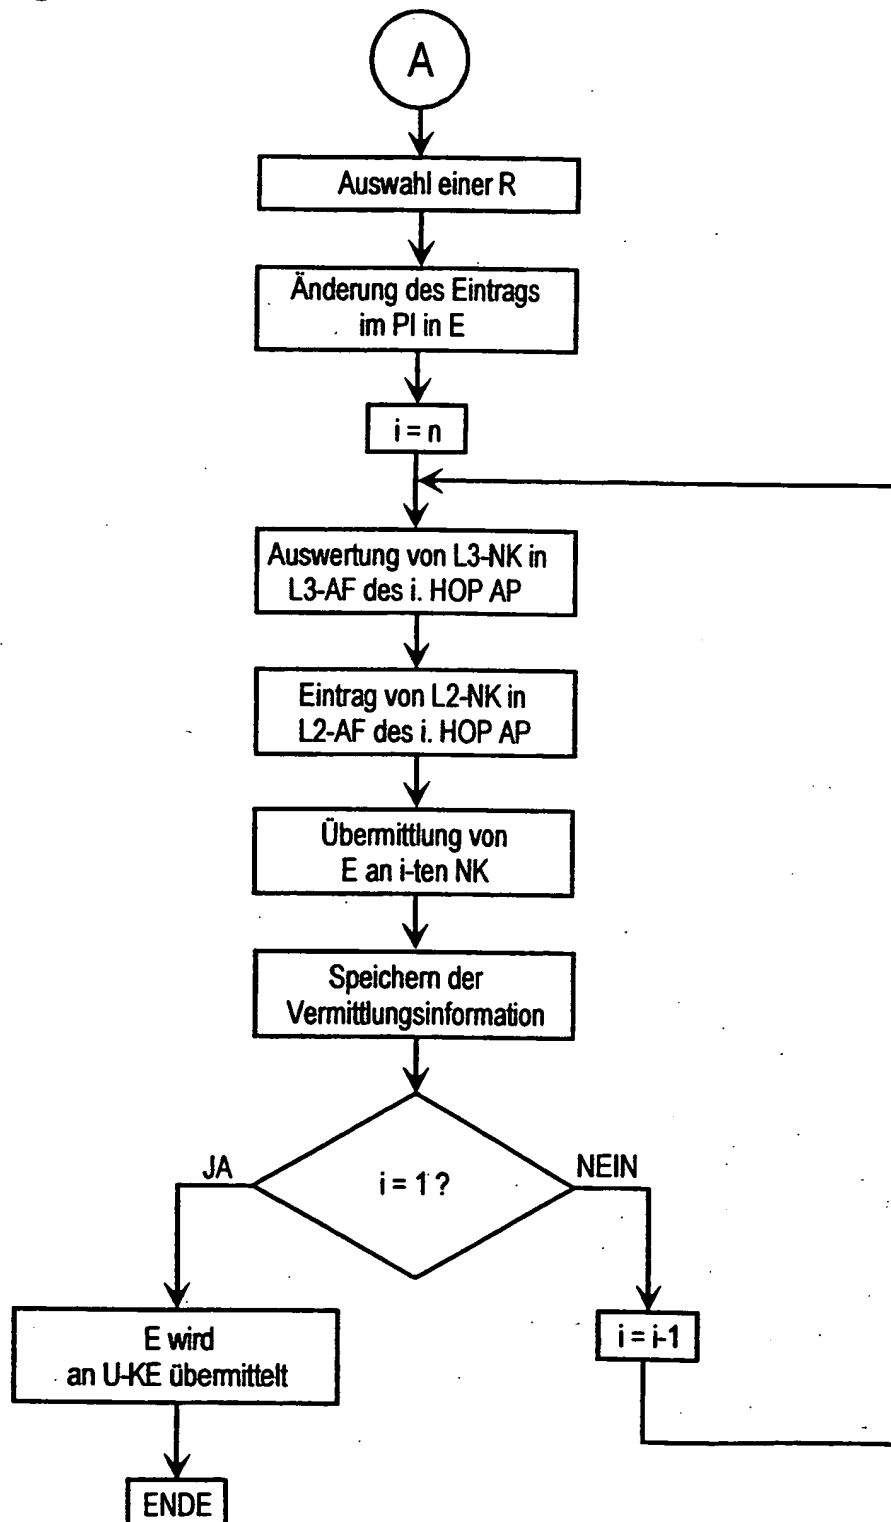 A
Auswahl einer R
Änderung des Eintrags
im PI in E
i = n
Auswertung von L3-NK in
L3-AF des i. HOP AP
Eintrag von L2-NK in
L2-AF des i. HOP AP
Übermittlung von
E an i-ten NK
Speichern der
Vermittlungsinformation
i = 1 ?
JA
NEIN
E wird
an U-KE übermittelt
i = i-1
ENDE